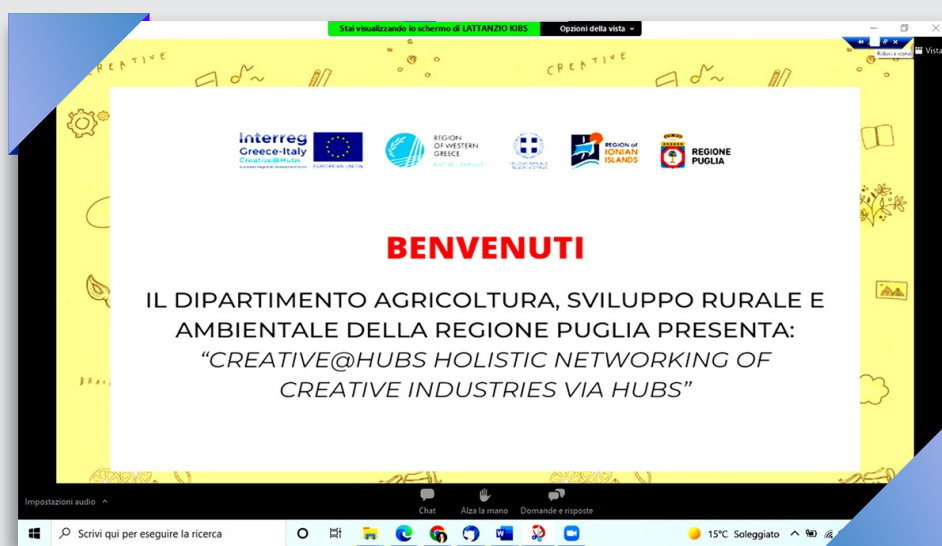 Stai visualizzando lo schermo di LATTANZIO KIBS
Opzioni della vista
Riduci a icona
Vista
CREATIVE
CREATIVE
Interreg
Greece-Italy
Creative@Hubs
EUROPEAN UNION
REGION
OF WESTERN
GREECE
REGION of
IONIAN
ISLANDS
REGIONE
PUGLIA
BENVENUTI
IL DIPARTIMENTO AGRICOLTURA, SVILUPPO RURALE E
AMBIENTALE DELLA REGIONE PUGLIA PRESENTA:
“CREATIVE@HUBS HOLISTIC NETWORKING OF
CREATIVE INDUSTRIES VIA HUBS”
Impostazioni audio
Chat
Alza la mano
Domande e risposte
Scrivi qui per eseguire la ricerca
15°C Soleggiato